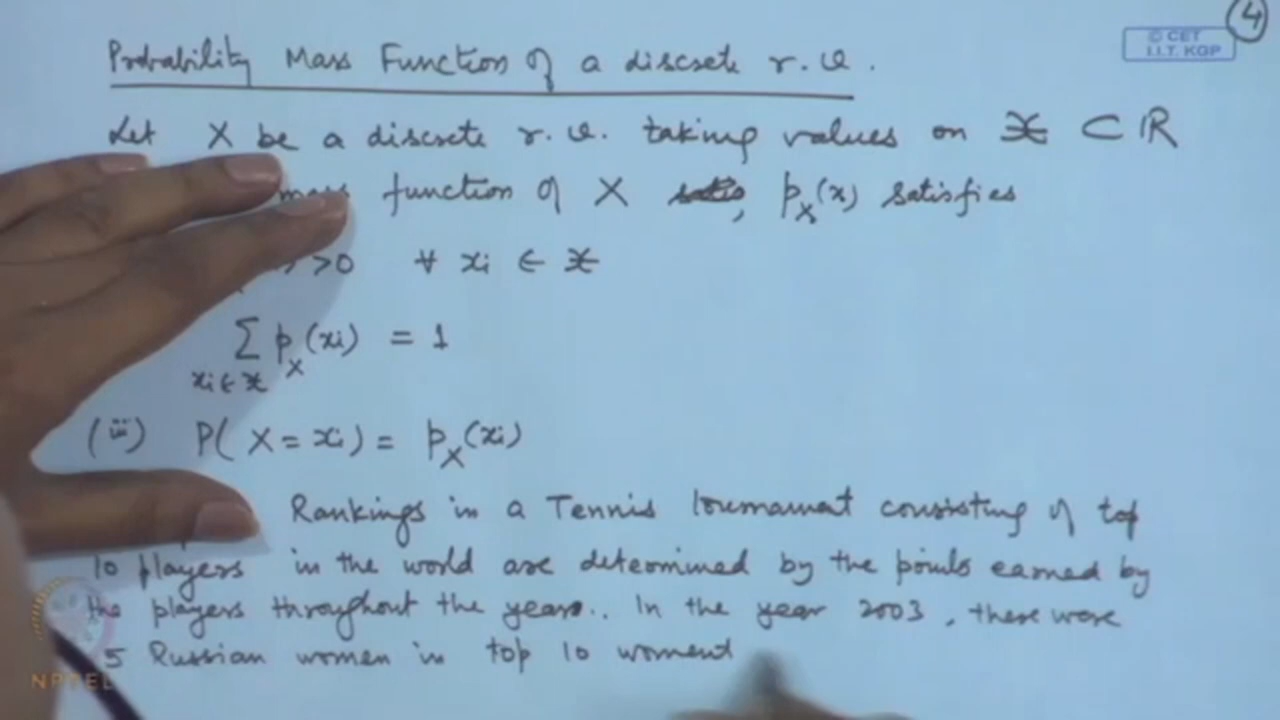 4
© CET
I.I.T. KGP
Probability Mass Function of a discrete r.v.
Let X be a discrete r.v. taking values on 𝒳 ⊂ ℝ
mass function of X , p_X(x) satisfies
>0 ∀ xi ∈ 𝒳
∑ p_X(xi) = 1
xi ∈ 𝒳
(iii) P( X = xi ) = p_X(xi)
Rankings in a Tennis tournament consisting of top
10 players in the world are determined by the points earned by
the players throughout the year. In the year 2003, there were
5 Russian women in top 10 woment
NPTEL